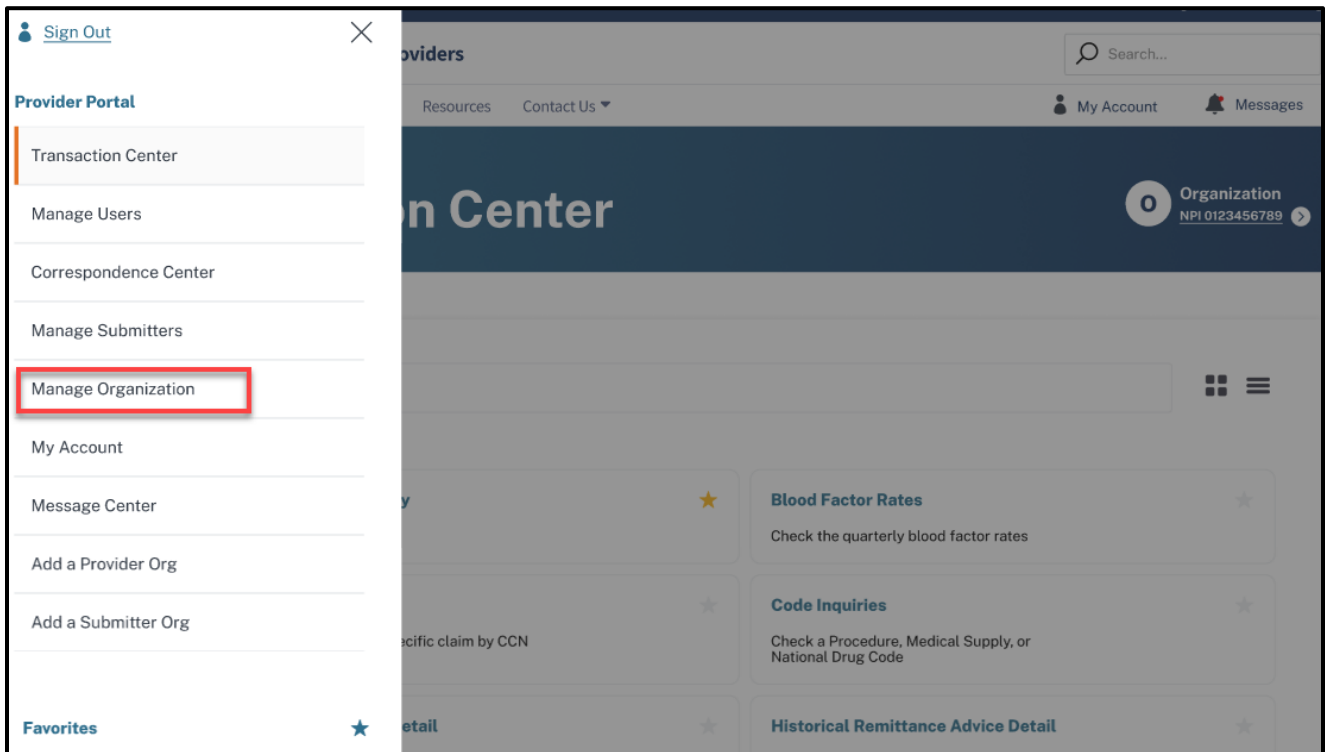 Sign Out
Provider Portal
Transaction Center
Manage Users
Correspondence Center
Manage Submitters
Manage Organization
My Account
Message Center
Add a Provider Org
Add a Submitter Org
Favorites
oviders
Search...
Resources
Contact Us
My Account
Messages
n Center
O
Organization
NPI 0123456789
y
Blood Factor Rates
Check the quarterly blood factor rates
ecific claim by CCN
Code Inquiries
Check a Procedure, Medical Supply, or
National Drug Code
etail
Historical Remittance Advice Detail